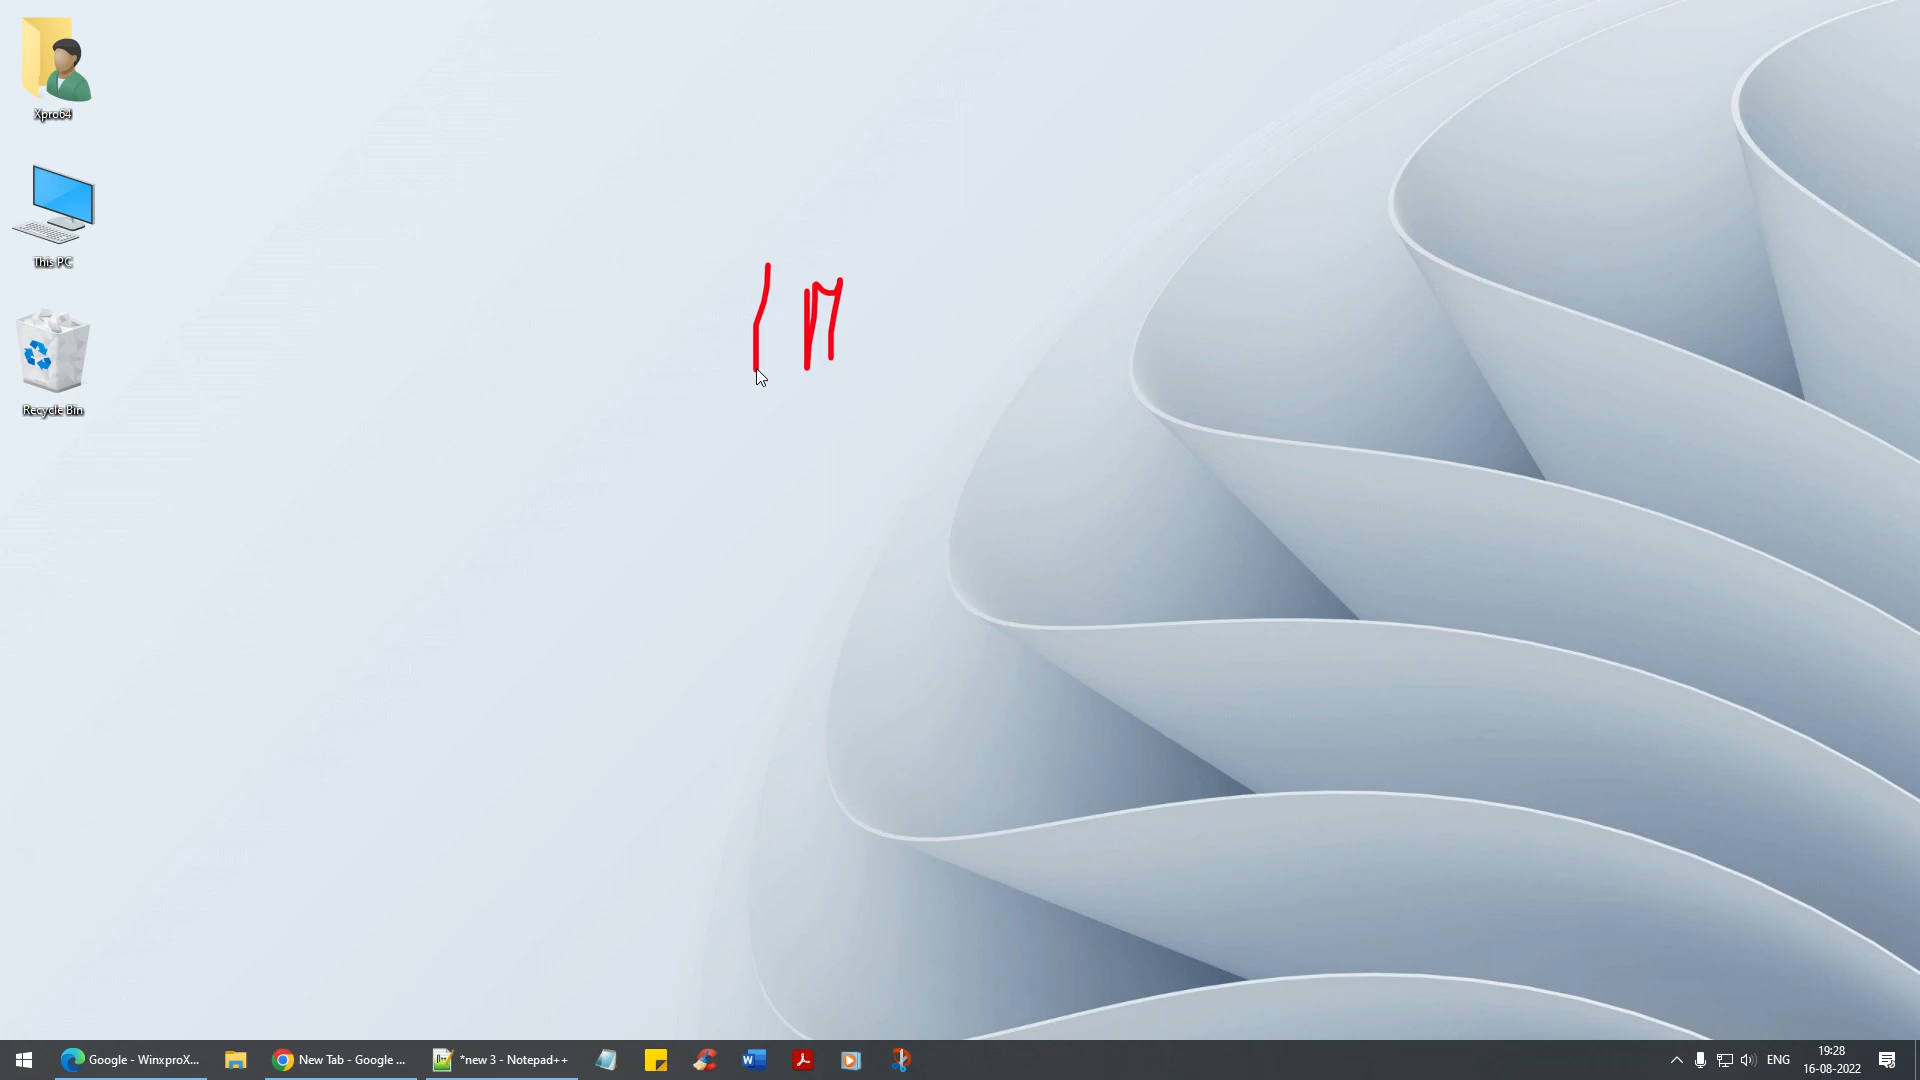 Xpro64
This PC
Recycle Bin
Google - WinxproX...
New Tab - Google ...
*new 3 - Notepad++
ENG
19:28
16-08-2022